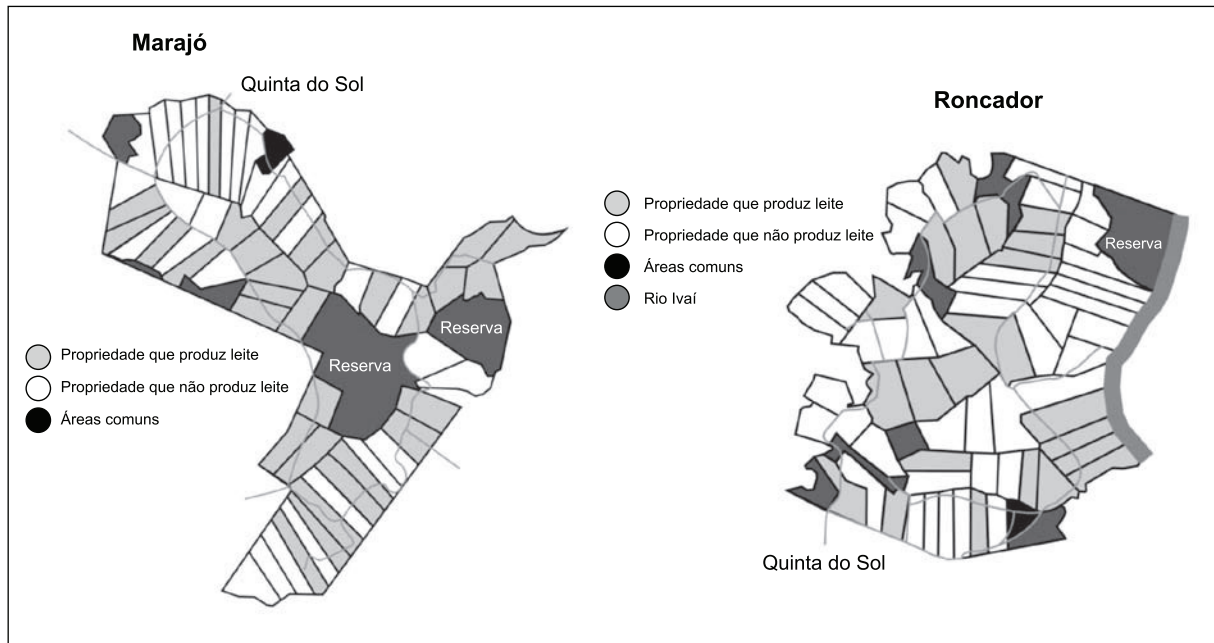 Marajó
Quinta do Sol
Reserva
Reserva
Propriedade que produz leite
Propriedade que não produz leite
Áreas comuns
Roncador
Propriedade que produz leite
Propriedade que não produz leite
Áreas comuns
Rio Ivaí
Reserva
Quinta do Sol